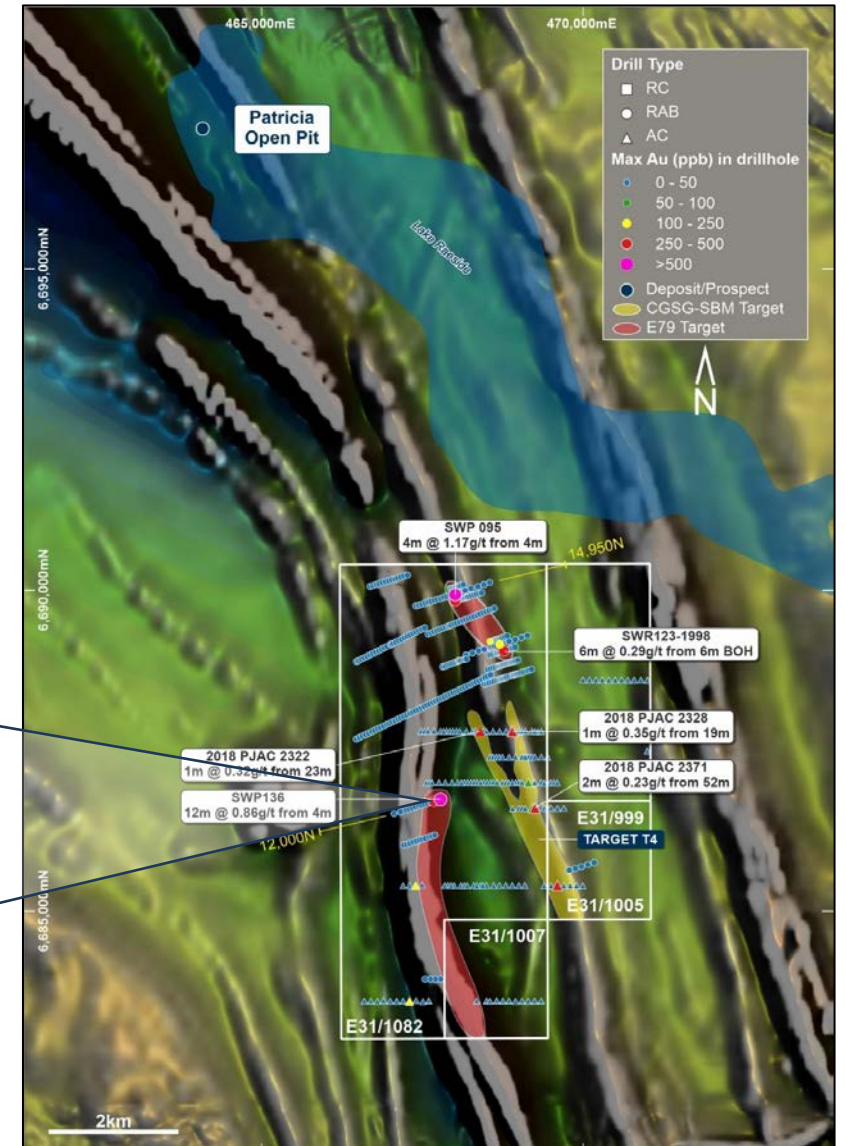 465,000mE
470,000mE
Drill Type
RC
RAB
AC
Max Au (ppb) in drillhole
0 - 50
50 - 100
100 - 250
250 - 500
>500
Deposit/Prospect
CGSG-SBM Target
E79 Target
N
Patricia
Open Pit
Lake Raeside
6,695,000mN
SWP 095
4m @ 1.17g/t from 4m
14,950N
6,690,000mN
SWR123-1998
6m @ 0.29g/t from 6m BOH
2018 PJAC 2328
1m @ 0.35g/t from 19m
2018 PJAC 2322
1m @ 0.32g/t from 23m
2018 PJAC 2371
2m @ 0.23g/t from 52m
SWP136
12m @ 0.86g/t from 4m
12,000N
E31/999
TARGET T4
E31/1005
6,685,000mN
E31/1007
E31/1082
2km